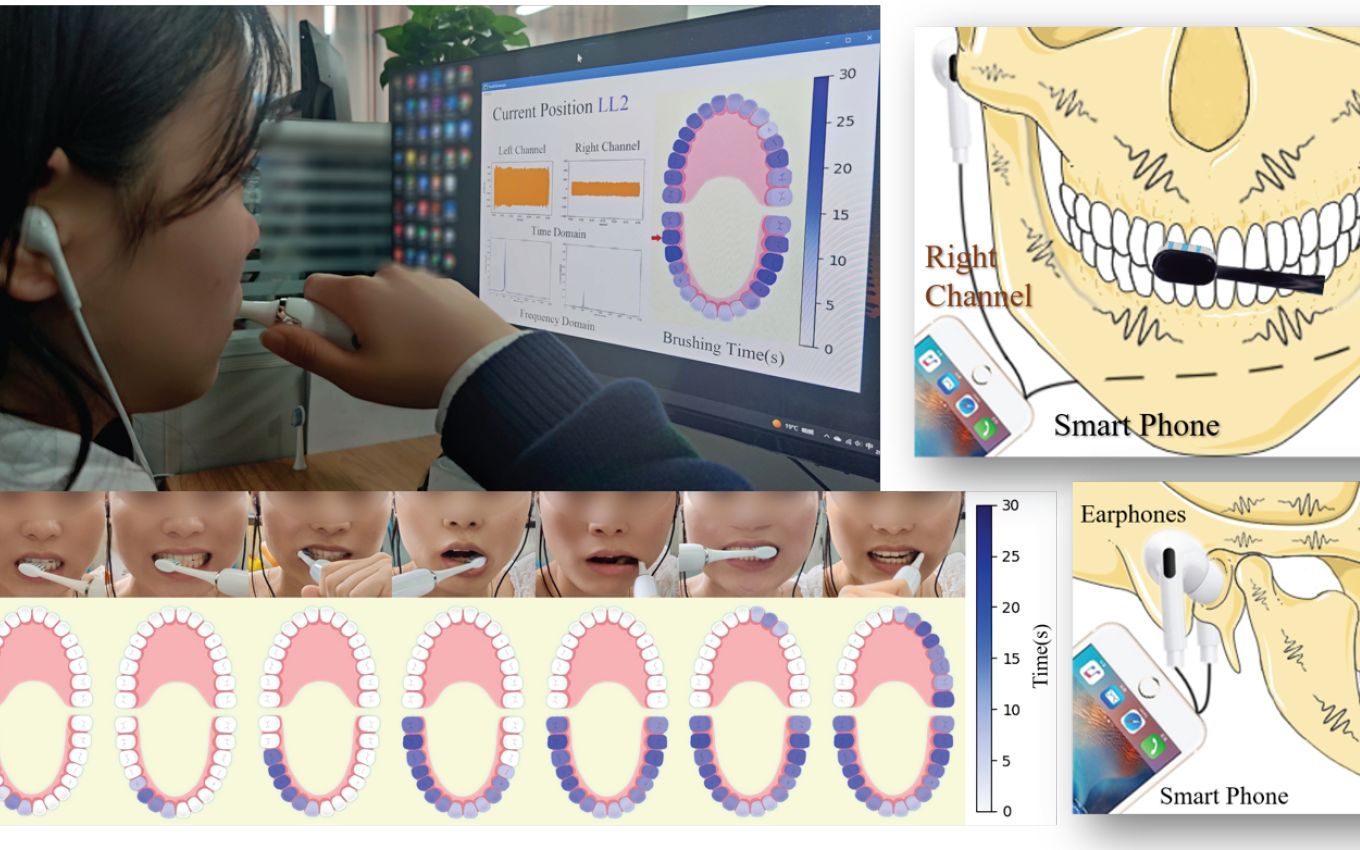 Current Position LL2
Left Channel
Right Channel
Time Domain
Frequency Domain
Brushing Time(s)
30
25
20
15
10
5
0
19°C
Right
Channel
Smart Phone
30
25
20
15
10
5
0
Time(s)
Earphones
Smart Phone